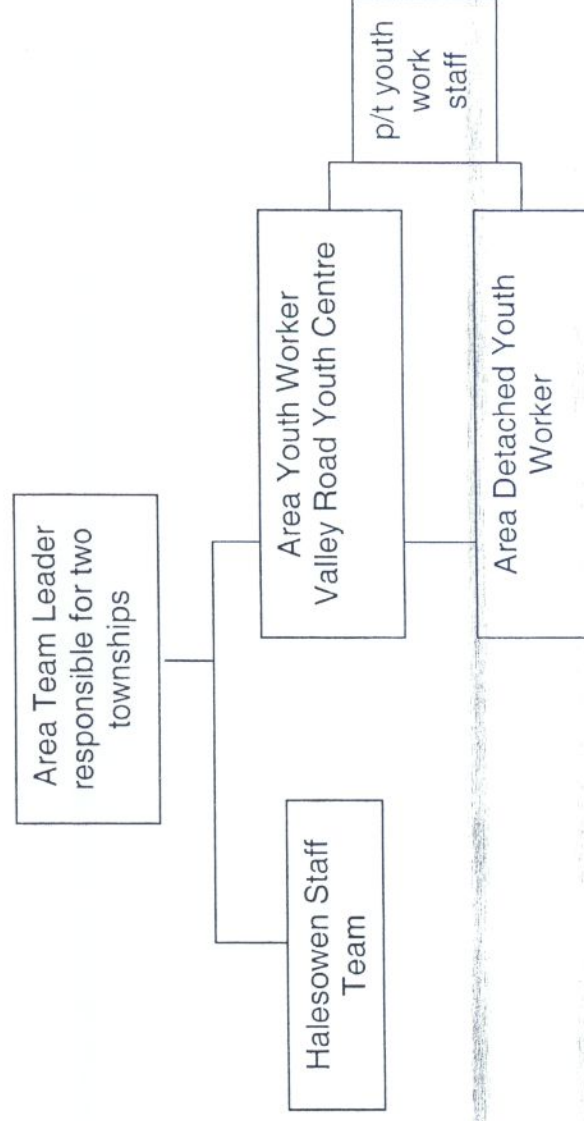 Area Team Leader
responsible for two
townships
Halesowen Staff
Team
Area Youth Worker
Valley Road Youth Centre
p/t youth
work
staff
Area Detached Youth
Worker